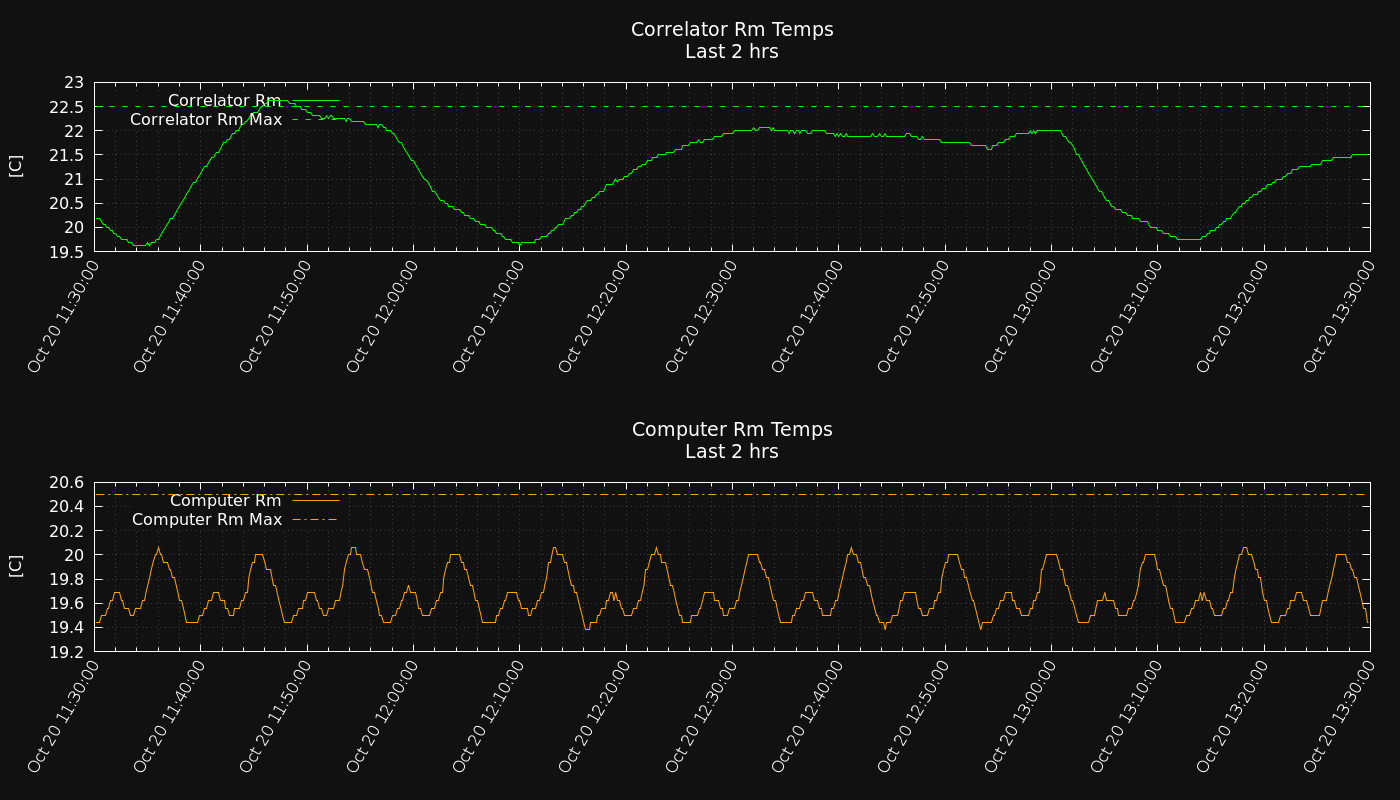 Correlator Rm Temps
Last 2 hrs
23
22.5
22
21.5
21
20.5
20
19.5
[C]
Correlator Rm
Correlator Rm Max
Oct 20 11:30:00
Oct 20 11:40:00
Oct 20 11:50:00
Oct 20 12:00:00
Oct 20 12:10:00
Oct 20 12:20:00
Oct 20 12:30:00
Oct 20 12:40:00
Oct 20 12:50:00
Oct 20 13:00:00
Oct 20 13:10:00
Oct 20 13:20:00
Oct 20 13:30:00
Computer Rm Temps
Last 2 hrs
20.6
20.4
20.2
20
19.8
19.6
19.4
19.2
[C]
Computer Rm
Computer Rm Max
Oct 20 11:30:00
Oct 20 11:40:00
Oct 20 11:50:00
Oct 20 12:00:00
Oct 20 12:10:00
Oct 20 12:20:00
Oct 20 12:30:00
Oct 20 12:40:00
Oct 20 12:50:00
Oct 20 13:00:00
Oct 20 13:10:00
Oct 20 13:20:00
Oct 20 13:30:00